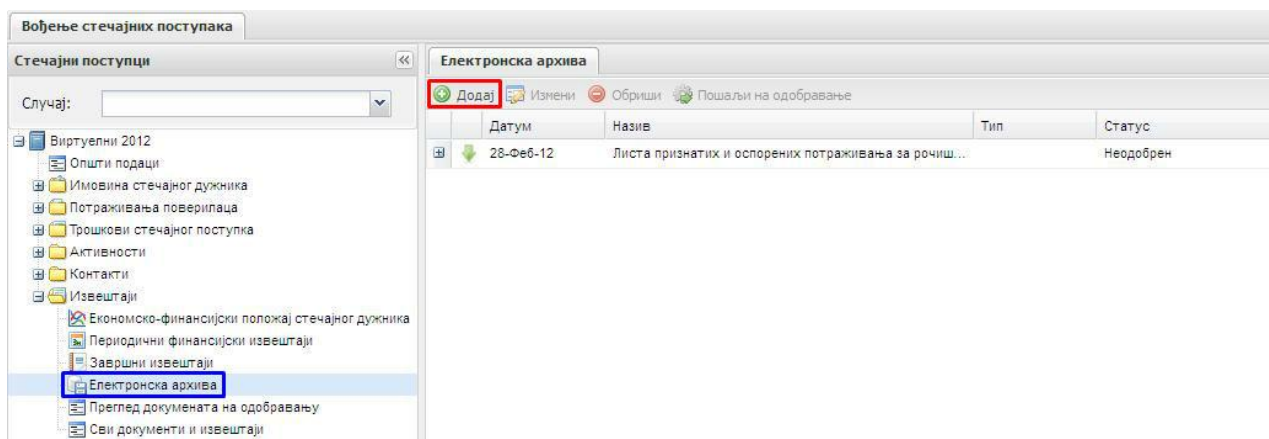 Вођење стечајних поступака
Стечајни поступци
Случај:
Виртуелни 2012
Општи подаци
Имовина стечајног дужника
Потраживања поверилаца
Трошкови стечајног поступка
Активности
Контакти
Извештаји
Економско-финансијски положај стечајног дужника
Периодични финансијски извештаји
Завршни извештаји
Електронска архива
Преглед докумената на одобравању
Сви документи и извештаји
Електронска архива
Додај Измени Обриши Пошаљи на одобравање
Датум Назив Тип Статус
28-Феб-12 Листа признатих и оспорених потраживања за рочиш... Неодобрен